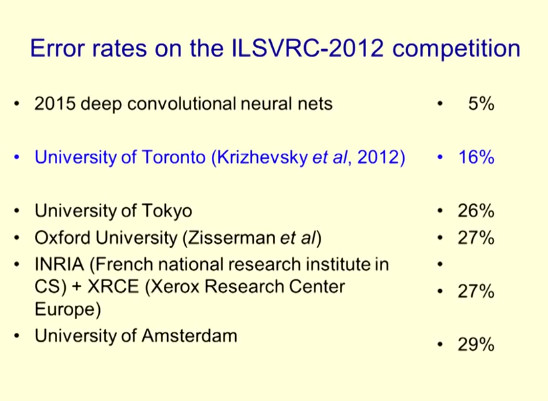 Error rates on the ILSVRC-2012 competition
• 2015 deep convolutional neural nets • 5%
• University of Toronto (Krizhevsky et al, 2012) • 16%
• University of Tokyo • 26%
• Oxford University (Zisserman et al) • 27%
• INRIA (French national research institute in •
CS) + XRCE (Xerox Research Center • 27%
Europe)
• University of Amsterdam • 29%